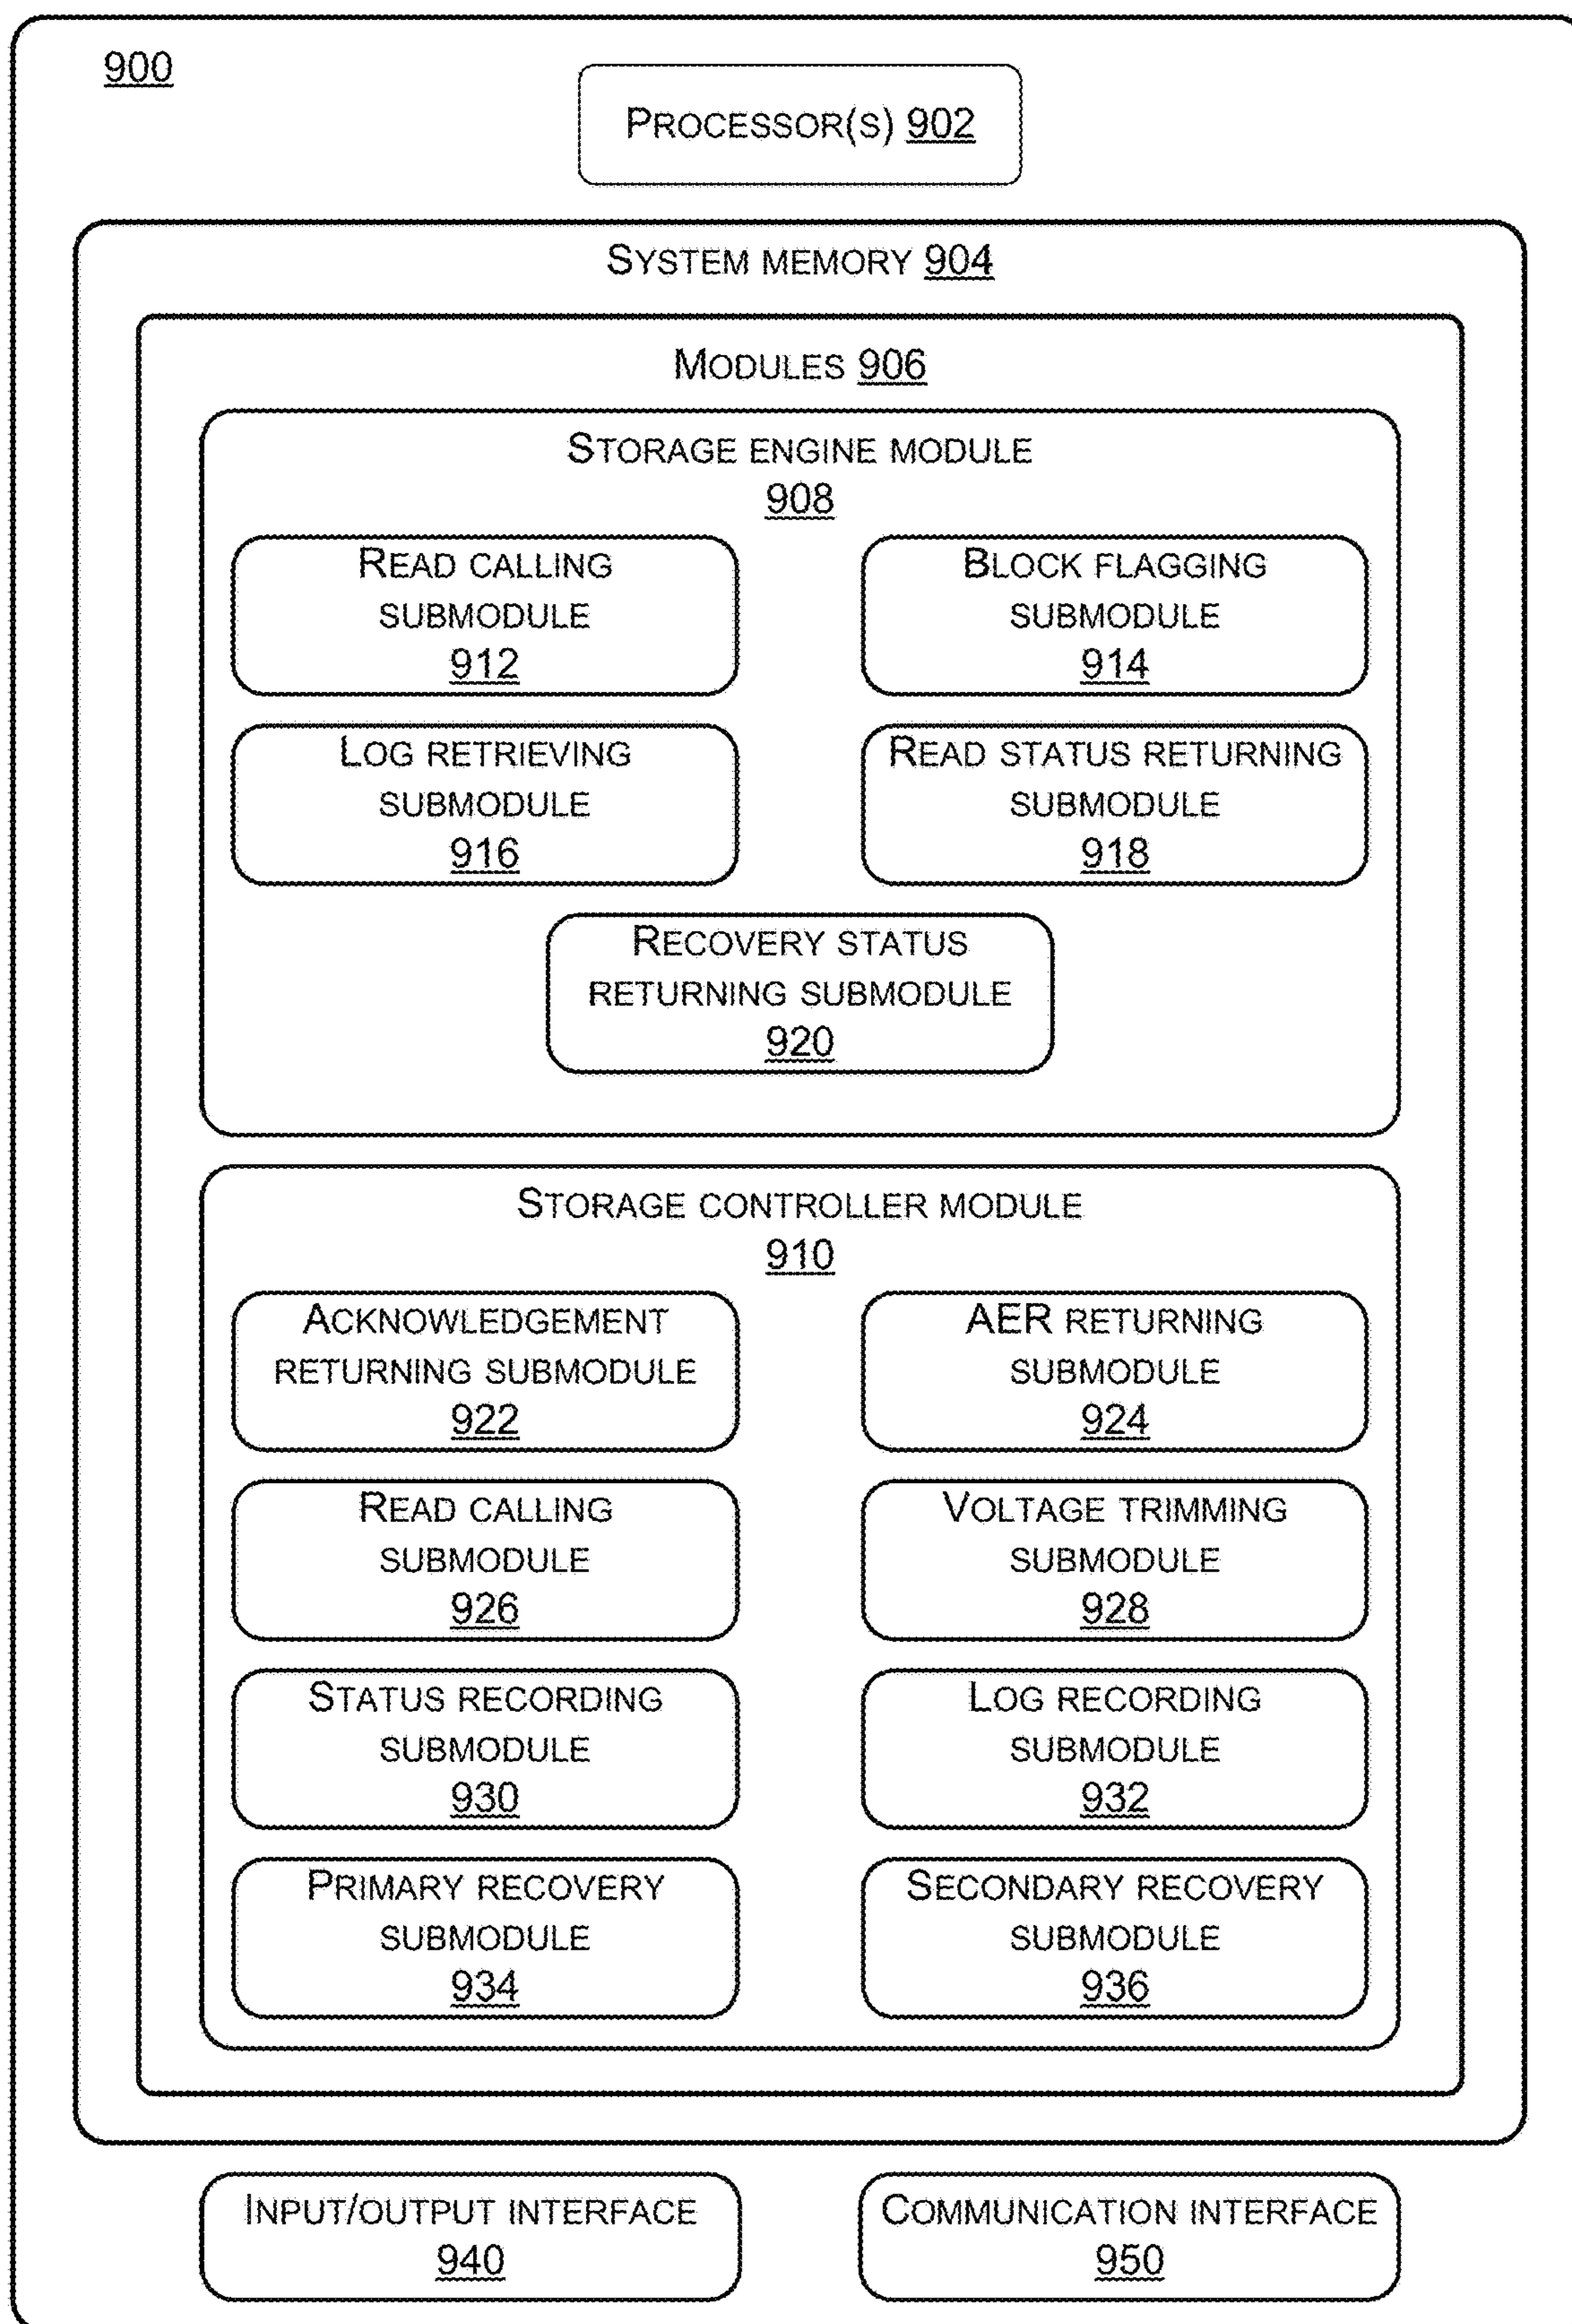 900
PROCESSOR(S) 902
SYSTEM MEMORY 904
MODULES 906
STORAGE ENGINE MODULE
908
READ CALLING
SUBMODULE
912
BLOCK FLAGGING
SUBMODULE
914
LOG RETRIEVING
SUBMODULE
916
READ STATUS RETURNING
SUBMODULE
918
RECOVERY STATUS
RETURNING SUBMODULE
920
STORAGE CONTROLLER MODULE
910
ACKNOWLEDGEMENT
RETURNING SUBMODULE
922
AER RETURNING
SUBMODULE
924
READ CALLING
SUBMODULE
926
VOLTAGE TRIMMING
SUBMODULE
928
STATUS RECORDING
SUBMODULE
930
LOG RECORDING
SUBMODULE
932
PRIMARY RECOVERY
SUBMODULE
934
SECONDARY RECOVERY
SUBMODULE
936
INPUT/OUTPUT INTERFACE
940
COMMUNICATION INTERFACE
950